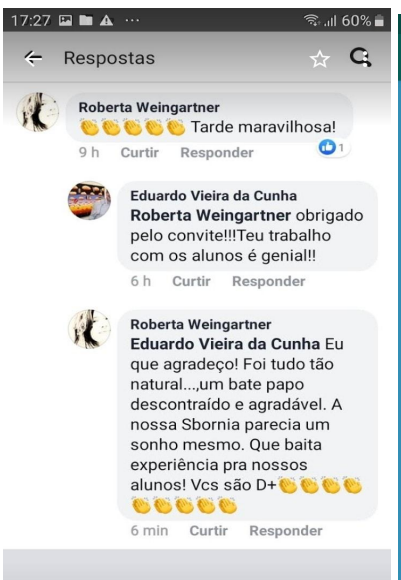 17:27 60%
Respostas
Roberta Weingartner
👏👏👏👏👏 Tarde maravilhosa!
9 h Curtir Responder 1
Eduardo Vieira da Cunha
Roberta Weingartner obrigado
pelo convite!!!Teu trabalho
com os alunos é genial!!
6 h Curtir Responder
Roberta Weingartner
Eduardo Vieira da Cunha Eu
que agradeço! Foi tudo tão
natural...,um bate papo
descontraído e agradável. A
nossa Sbornia parecia um
sonho mesmo. Que baita
experiência pra nossos
alunos! Vcs são D+👏👏👏👏
👏👏👏👏👏
6 min Curtir Responder